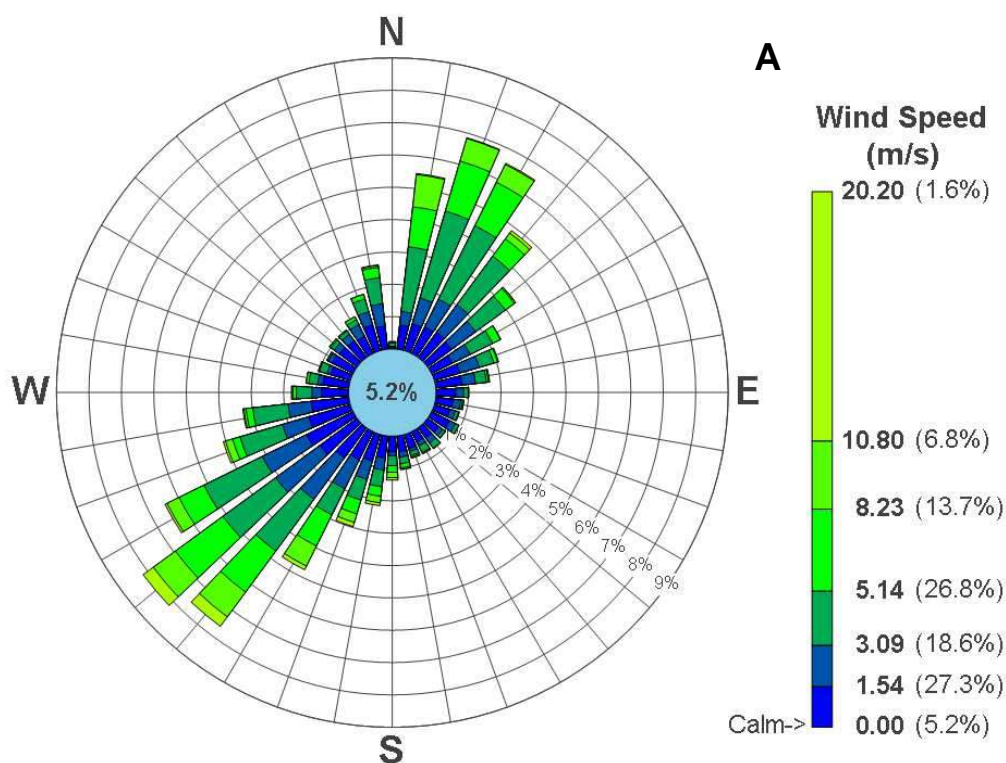 N
A
Wind Speed
(m/s)
20.20 (1.6%)
W
5.2%
E
10.80 (6.8%)
8.23 (13.7%)
5.14 (26.8%)
3.09 (18.6%)
1.54 (27.3%)
Calm-> 0.00 (5.2%)
1%
2%
3%
4%
5%
6%
7%
8%
9%
S